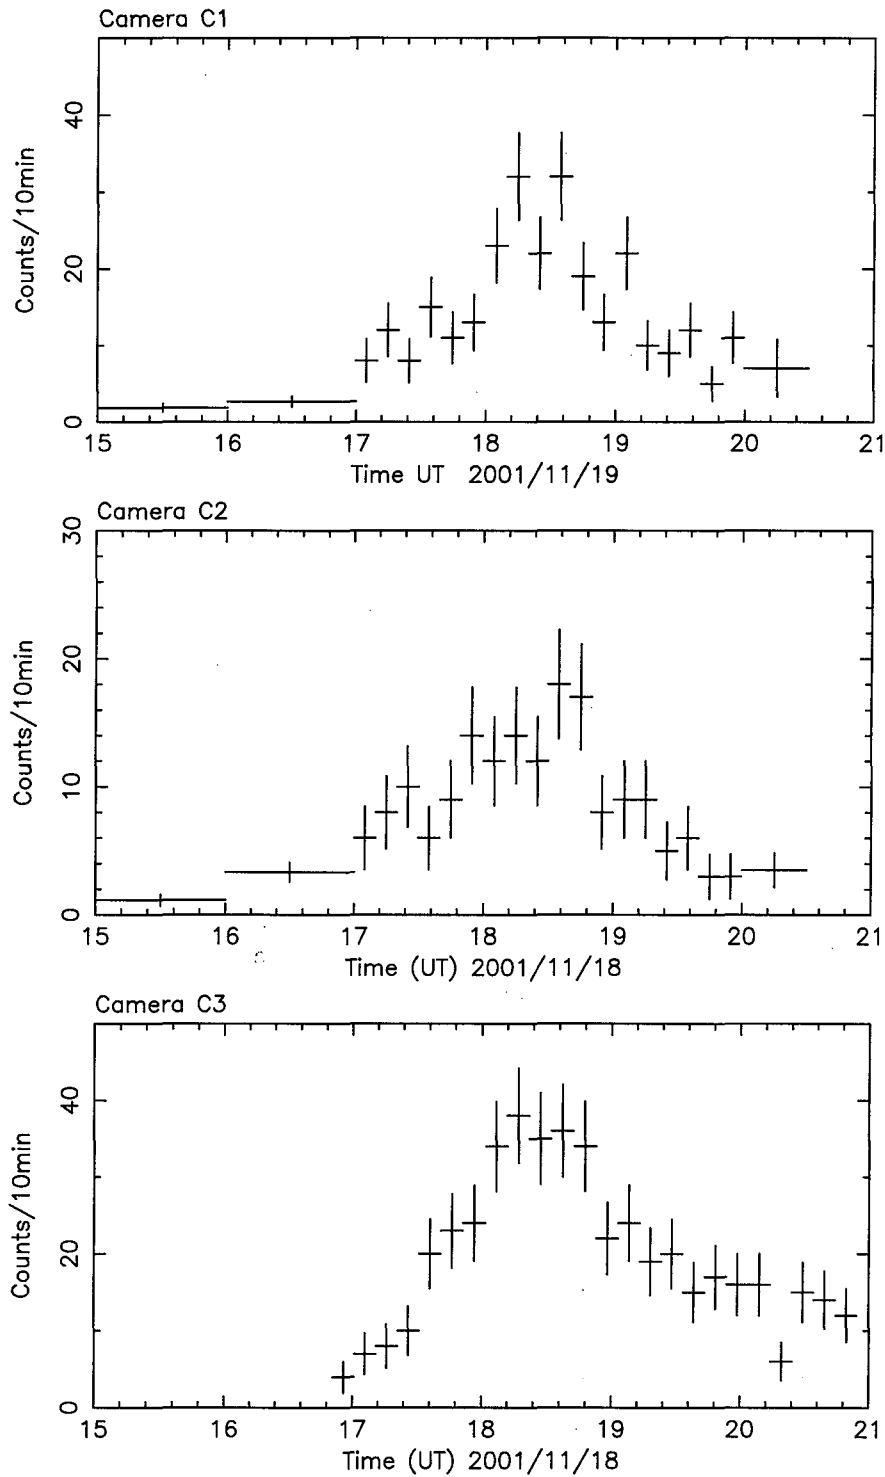 Camera C1
Counts/10min
40
20
0
15 16 17 18 19 20 21
Time UT 2001/11/19
Camera C2
Counts/10min
30
20
10
0
15 16 17 18 19 20 21
Time (UT) 2001/11/18
Camera C3
Counts/10min
40
20
0
15 16 17 18 19 20 21
Time (UT) 2001/11/18